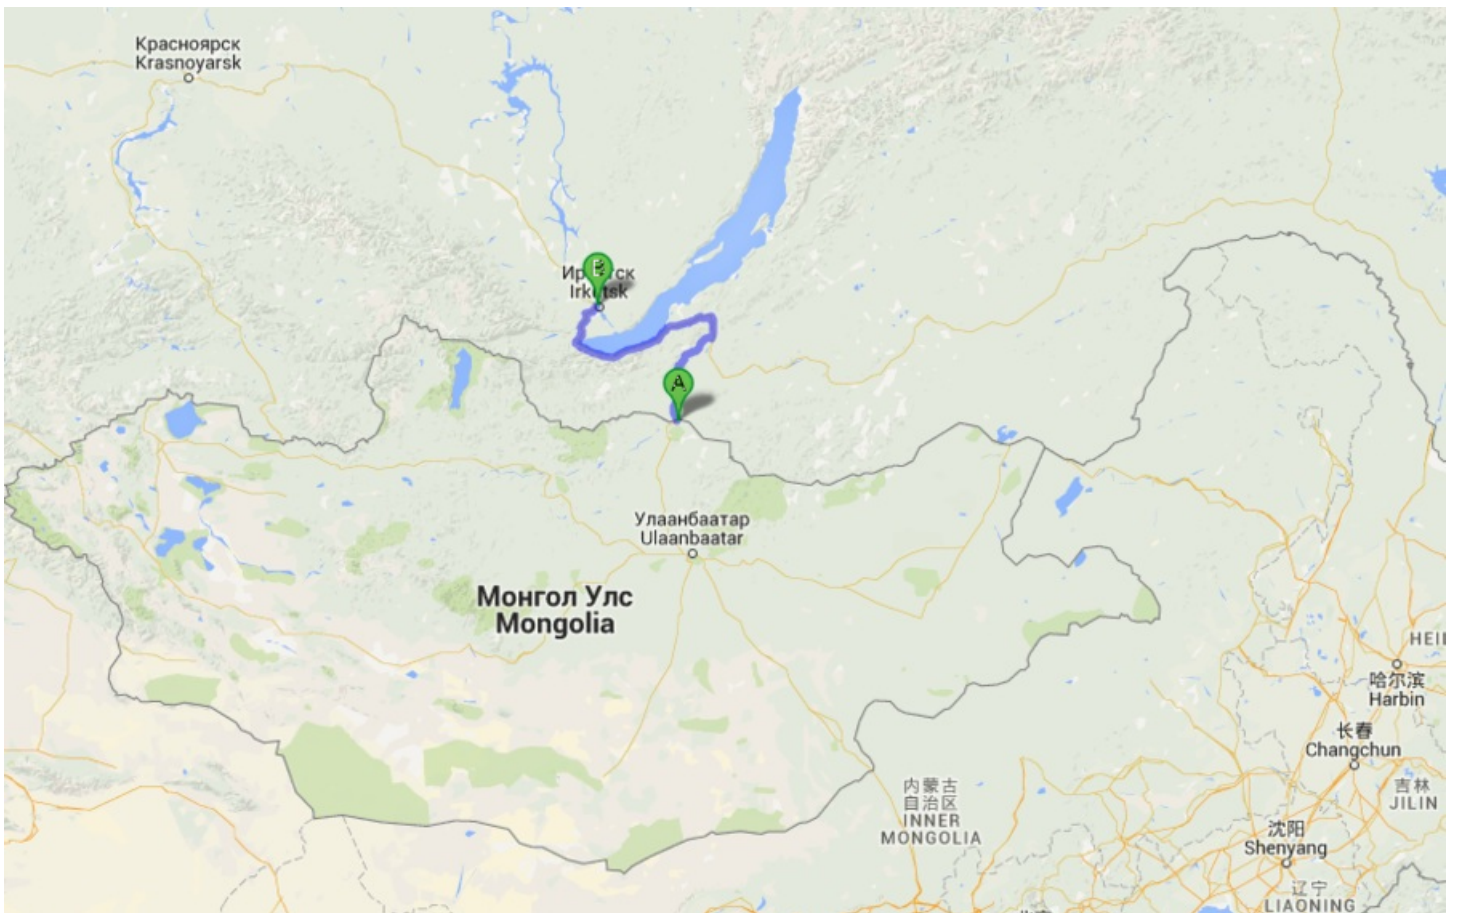 Красноярск
Krasnoyarsk
Irkutsk
A
Улаанбаатар
Ulaanbaatar
Монгол Улс
Mongolia
哈尔滨
Harbin
长春
Changchun
吉林
JILIN
内蒙古
自治区
INNER
MONGOLIA
沈阳
Shenyang
辽宁
LIAONING